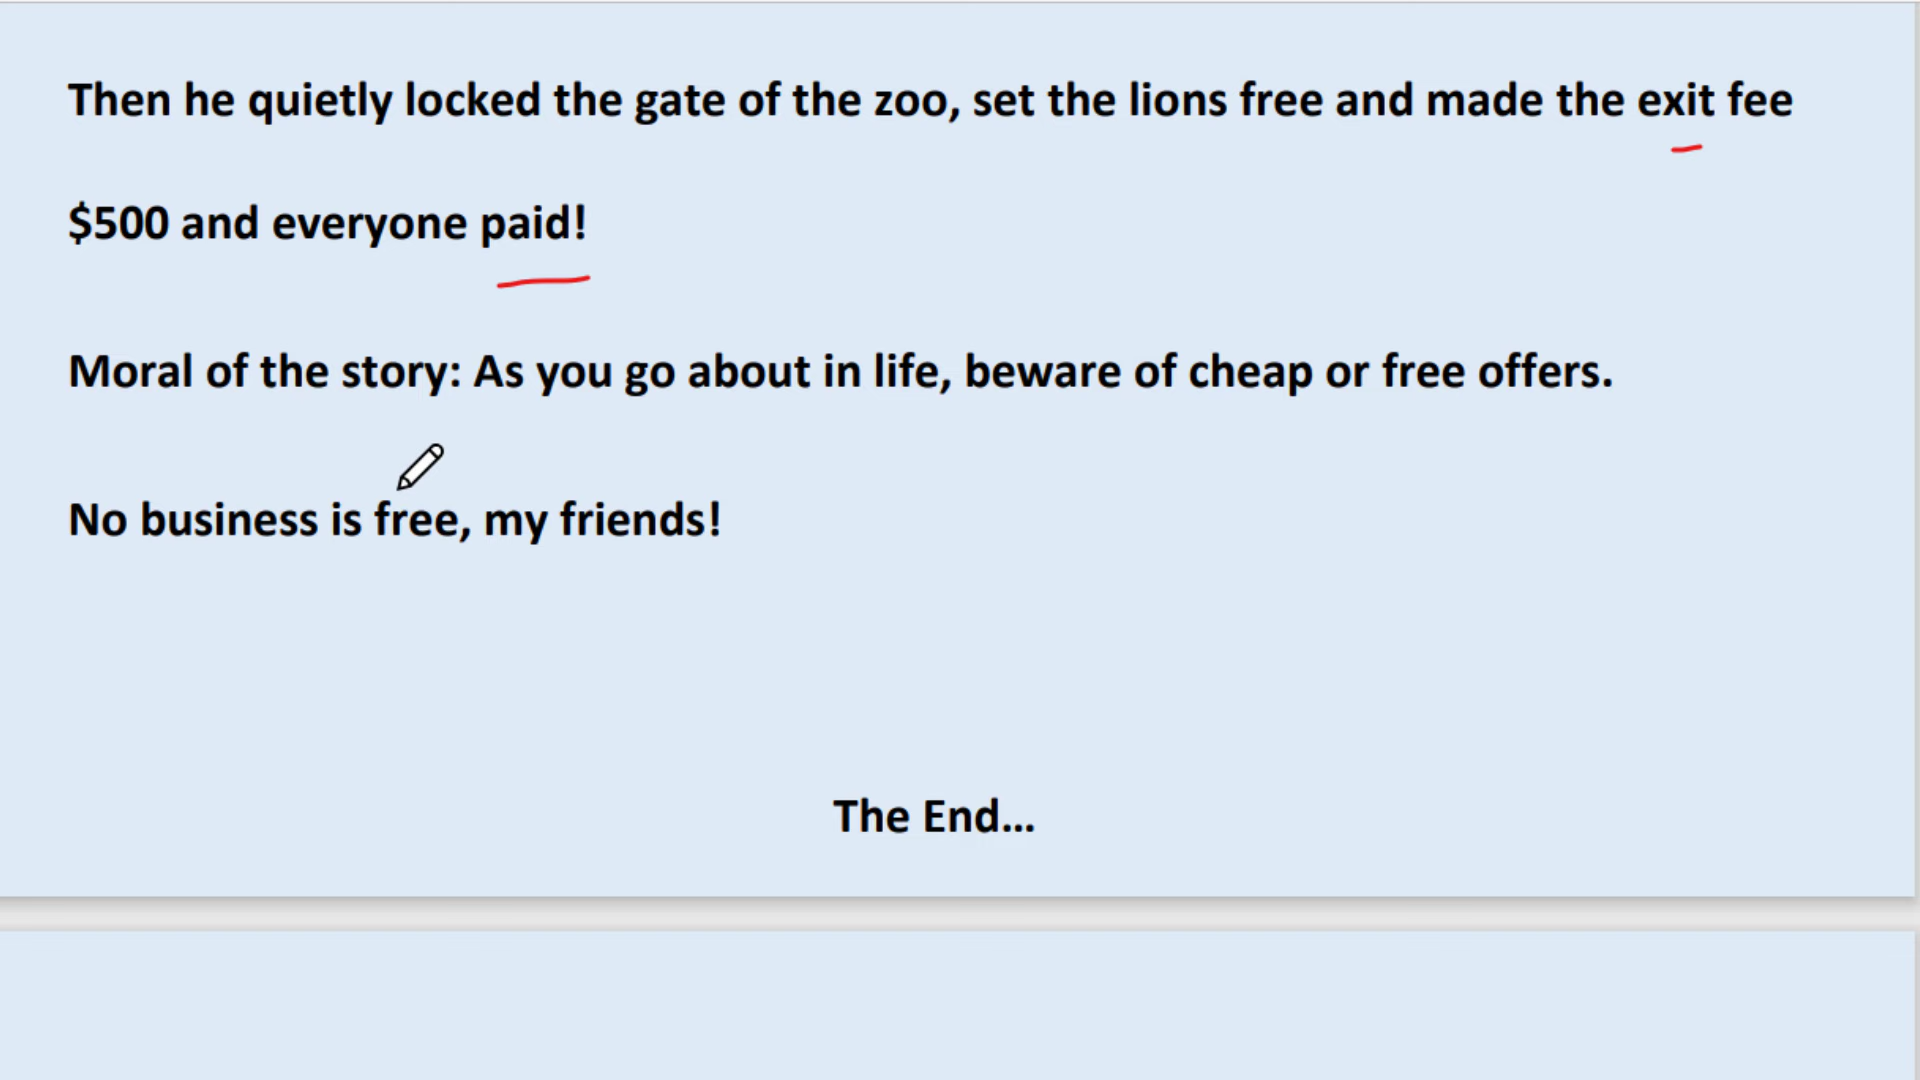 Then he quietly locked the gate of the zoo, set the lions free and made the exit fee
$500 and everyone paid!
Moral of the story: As you go about in life, beware of cheap or free offers.
No business is free, my friends!
The End...